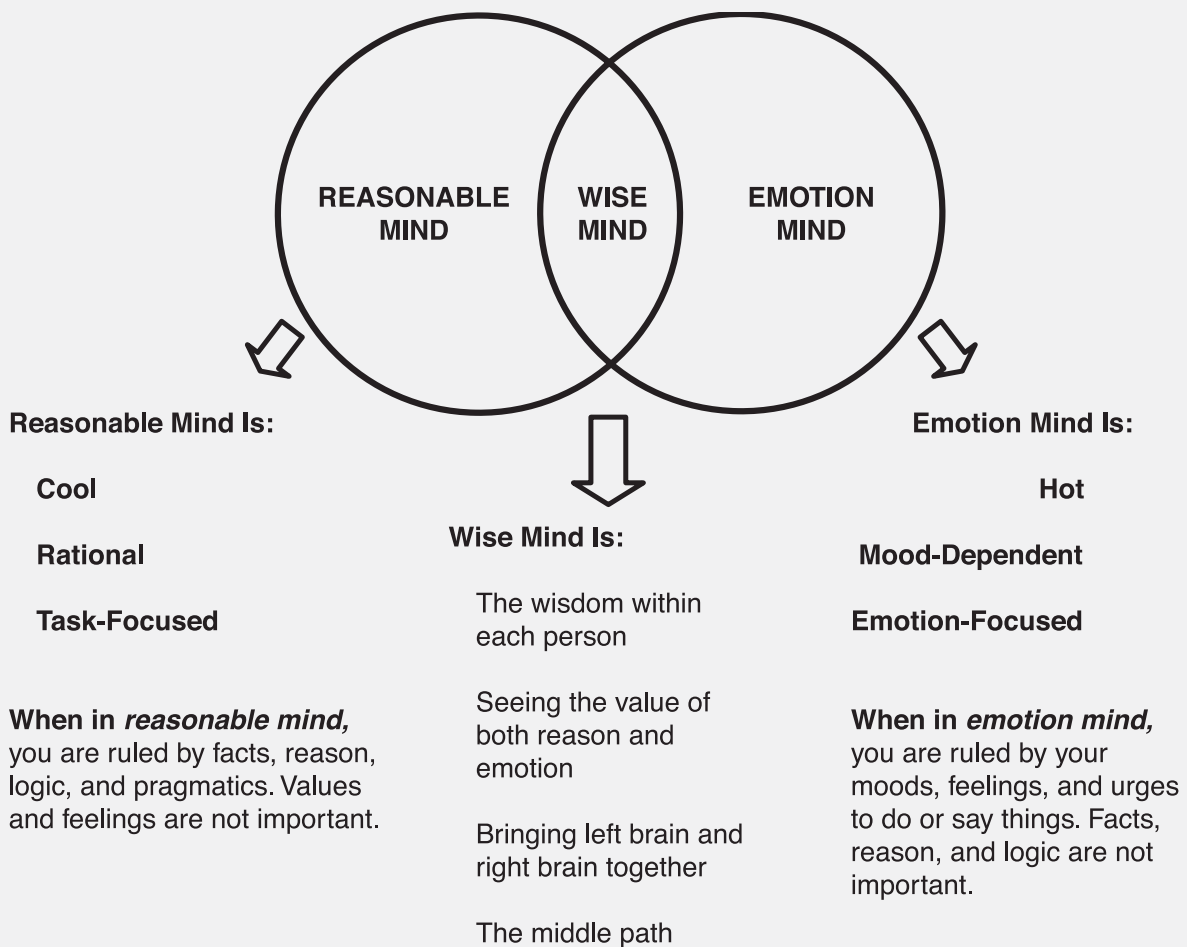 REASONABLE
MIND
WISE
MIND
EMOTION
MIND
Reasonable Mind Is:
Cool
Rational
Task-Focused
When in reasonable mind,
you are ruled by facts, reason,
logic, and pragmatics. Values
and feelings are not important.
Wise Mind Is:
The wisdom within
each person
Seeing the value of
both reason and
emotion
Bringing left brain and
right brain together
The middle path
Emotion Mind Is:
Hot
Mood-Dependent
Emotion-Focused
When in emotion mind,
you are ruled by your
moods, feelings, and urges
to do or say things. Facts,
reason, and logic are not
important.